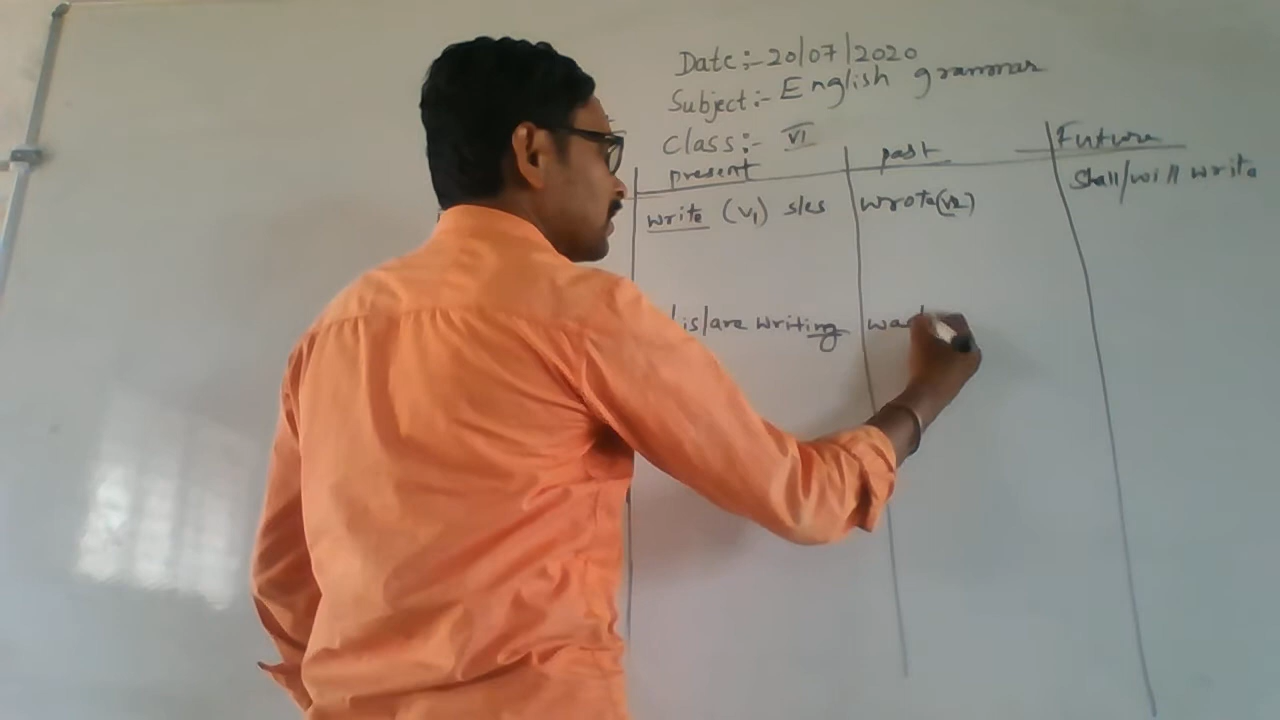 Date:- 20/07/2020
Subject:- English grammar
Class:- VI
present past Future
write (v1) s/es wrote(v2) Shall/will write
is/are writing was